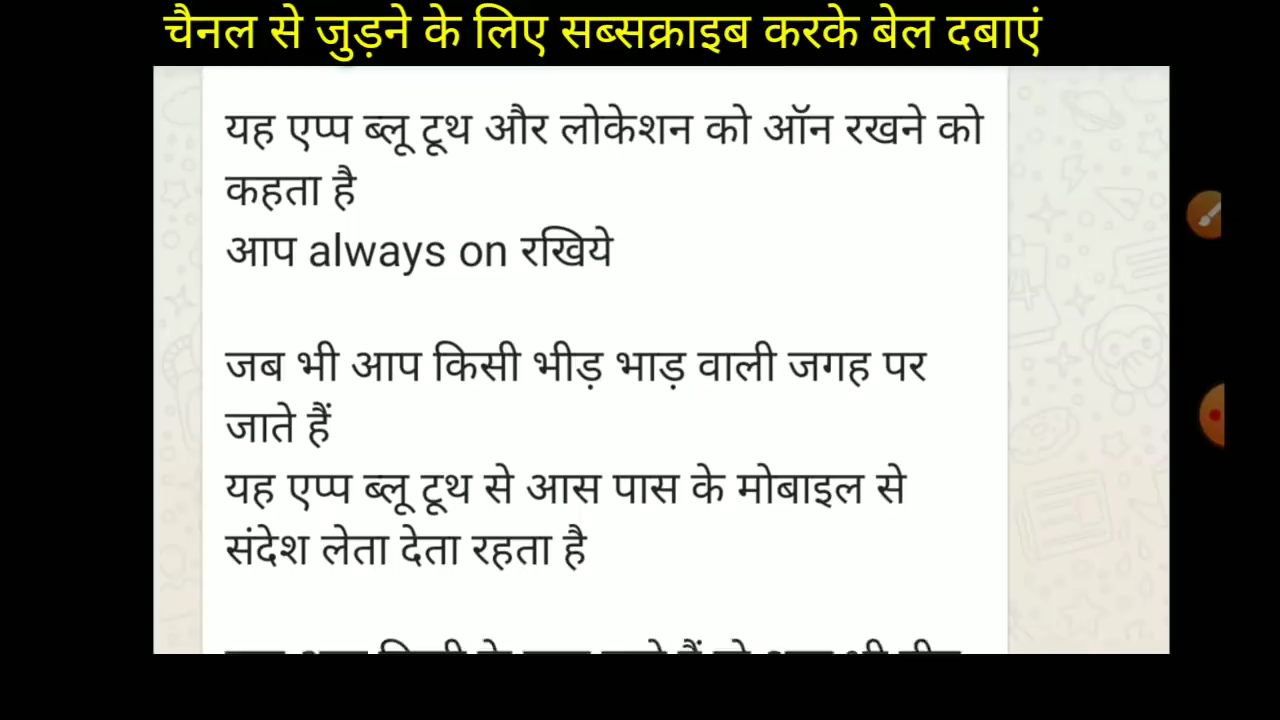 चैनल से जुड़ने के लिए सब्सक्राइब करके बेल दबाएं
यह एप्प ब्लू टूथ और लोकेशन को ऑन रखने को
कहता है
आप always on रखिये
जब भी आप किसी भीड़ भाड़ वाली जगह पर
जाते हैं
यह एप्प ब्लू टूथ से आस पास के मोबाइल से
संदेश लेता देता रहता है